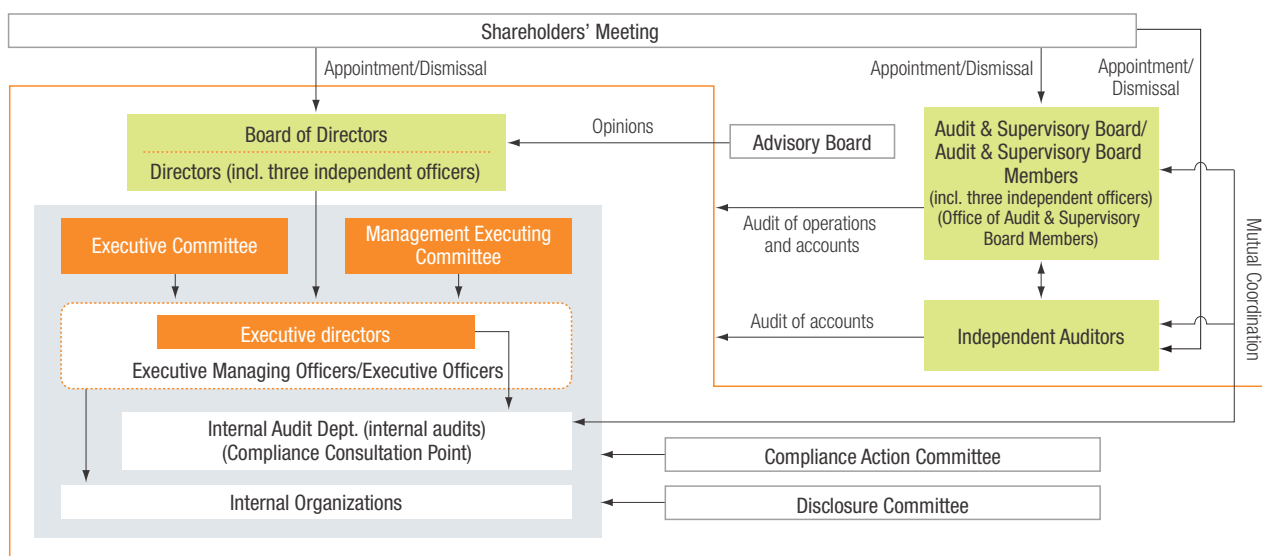 Shareholders’ Meeting
Appointment/Dismissal
Appointment/Dismissal
Appointment/
Dismissal
Board of Directors
Directors (incl. three independent officers)
Opinions
Advisory Board
Audit & Supervisory Board/
Audit & Supervisory Board
Members
(incl. three independent officers)
(Office of Audit & Supervisory
Board Members)
Executive Committee
Management Executing
Committee
Audit of operations
and accounts
Mutual Coordination
Executive directors
Executive Managing Officers/Executive Officers
Audit of accounts
Independent Auditors
Internal Audit Dept. (internal audits)
(Compliance Consultation Point)
Compliance Action Committee
Internal Organizations
Disclosure Committee